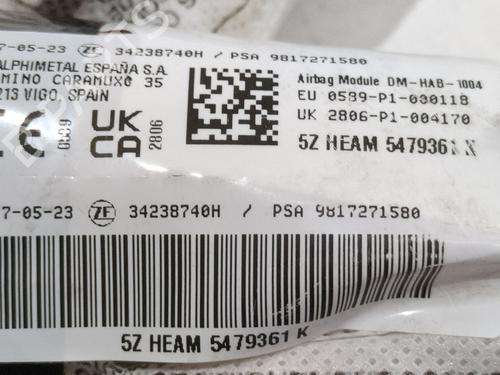 7-05-23 ZF 34238740H / PSA 9817271580
ALPHIMETAL ESPAÑA S.A.
MINO CARAMUXO 35
213 VIGO, SPAIN
CE 0589 UK CA 2806
Airbag Module DM-HAB-1004
EU 0589-P1-030118
UK 2806-P1-004170
5Z HEAM 5479361 K
7-05-23 ZF 34238740H / PSA 9817271580
5Z HEAM 5479361 K